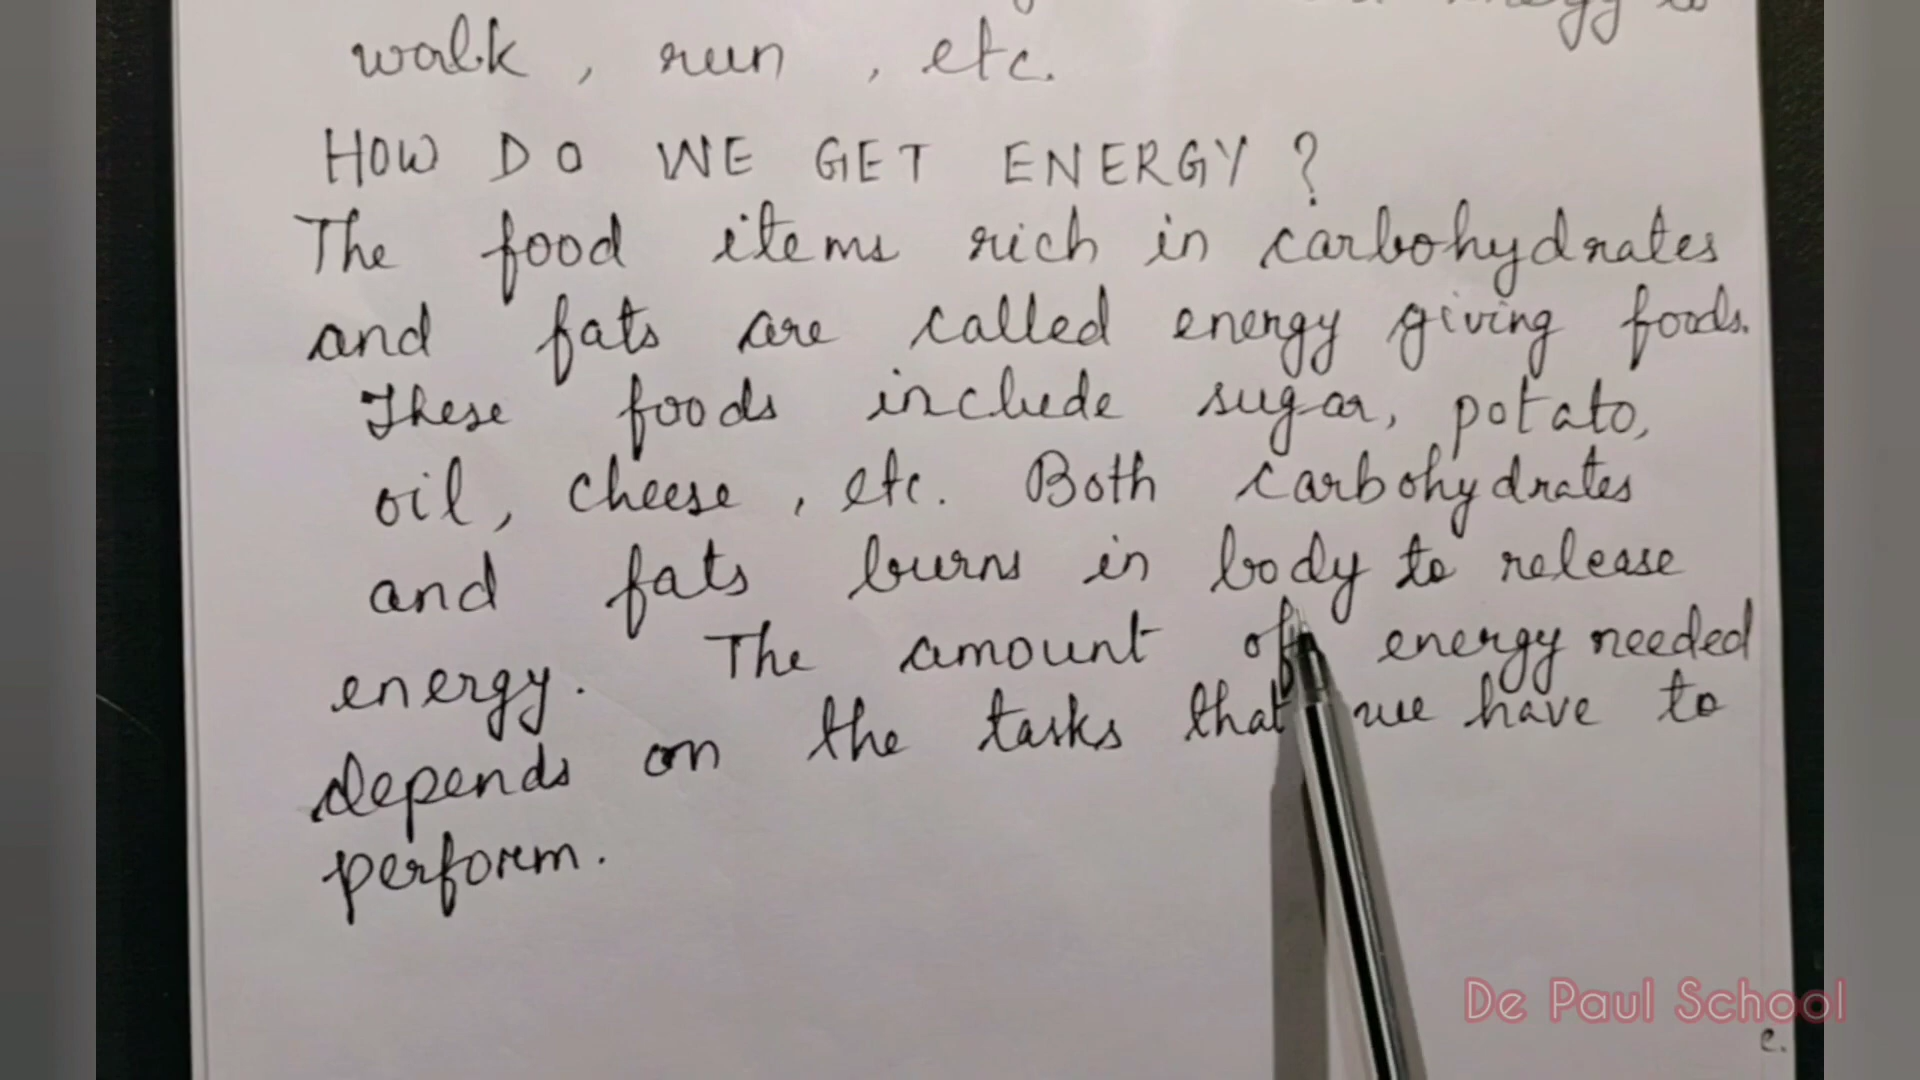 energy to
walk, run, etc.
HOW DO WE GET ENERGY?
The food items rich in carbohydrates
and fats are called energy giving foods.
These foods include sugar, potato,
oil, cheese, etc. Both carbohydrates
and fats burns in body to release
energy. The amount of energy needed
depends on the tasks that we have to
perform.
De Paul School
e.